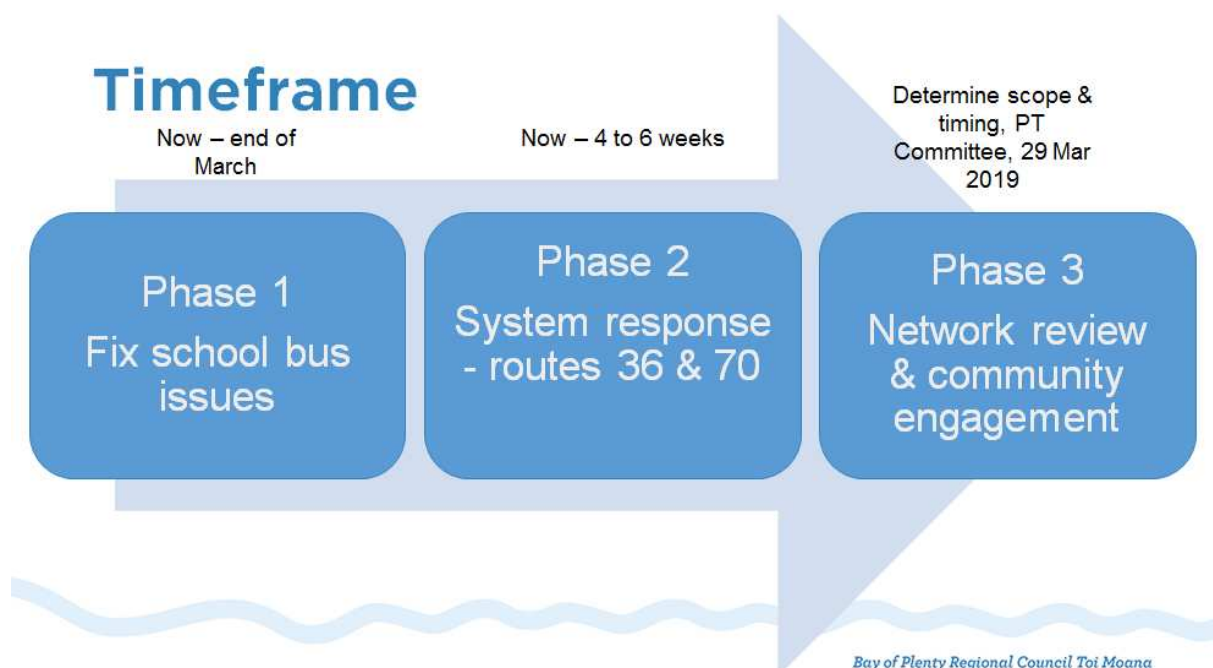 Timeframe
Now – end of
March
Now – 4 to 6 weeks
Determine scope &
timing, PT
Committee, 29 Mar
2019
Phase 1
Fix school bus
issues
Phase 2
System response
- routes 36 & 70
Phase 3
Network review
& community
engagement
Bay of Plenty Regional Council Toi Moana